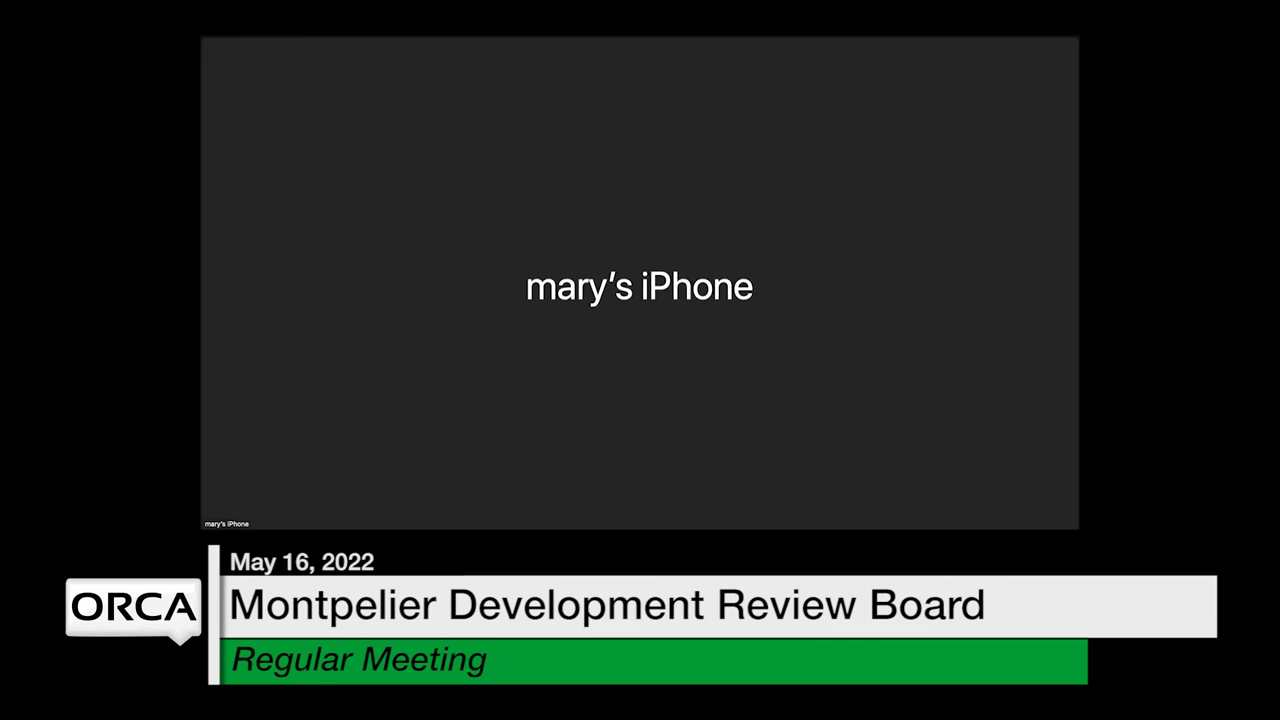 mary's iPhone
mary's iPhone
May 16, 2022
ORCA
Montpelier Development Review Board
Regular Meeting